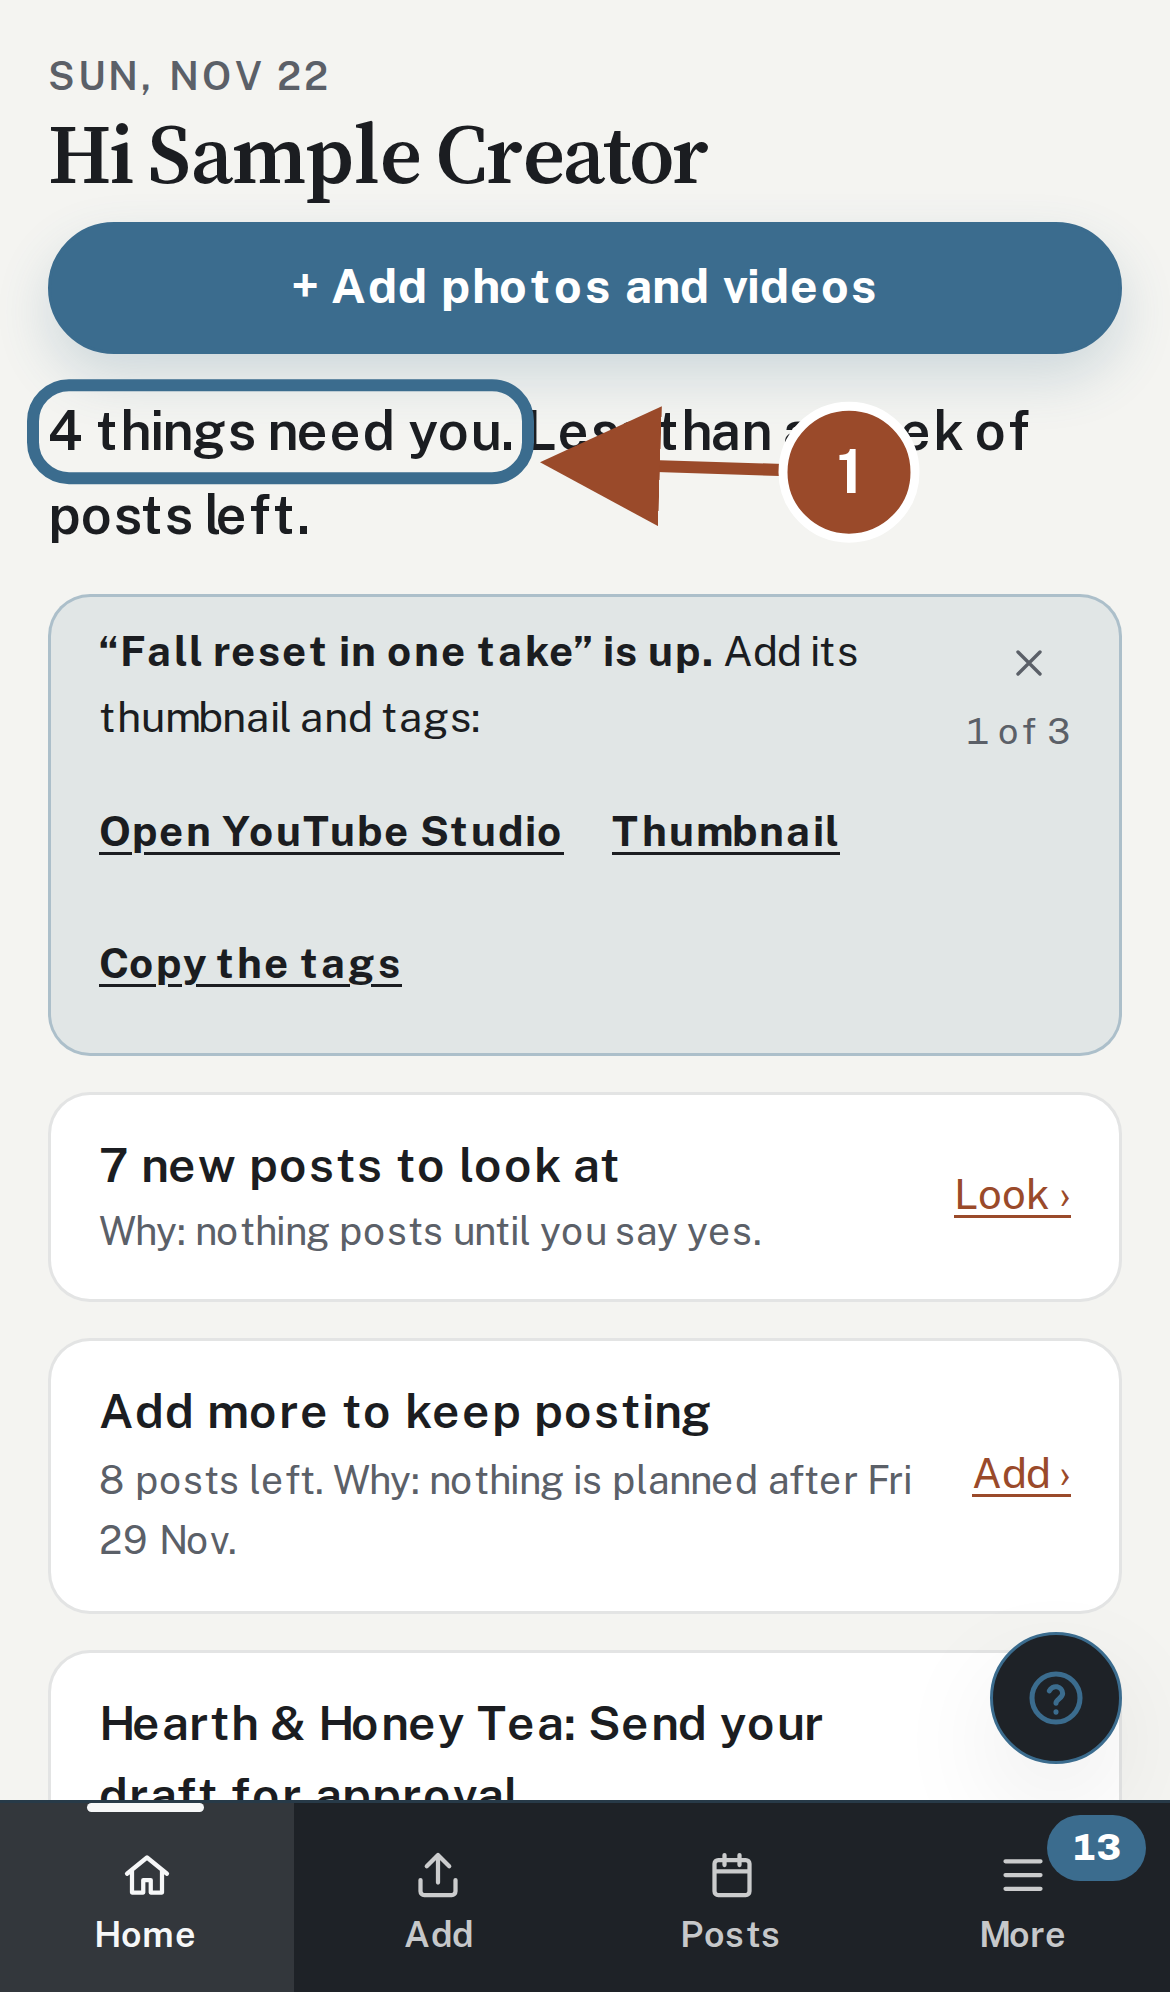 SUN, NOV 22
Hi Sample Creator
+ Add photos and videos
4 things need you. than of
1
posts left.
“Fall reset in one take” is up. Add its
thumbnail and tags:
1 of 3
Open YouTube Studio Thumbnail
Copy the tags
7 new posts to look at
Why: nothing posts until you say yes.
Look ›
Add more to keep posting
8 posts left. Why: nothing is planned after Fri
29 Nov.
Add ›
Hearth & Honey Tea: Send your
draft for approval
13
Home Add Posts More